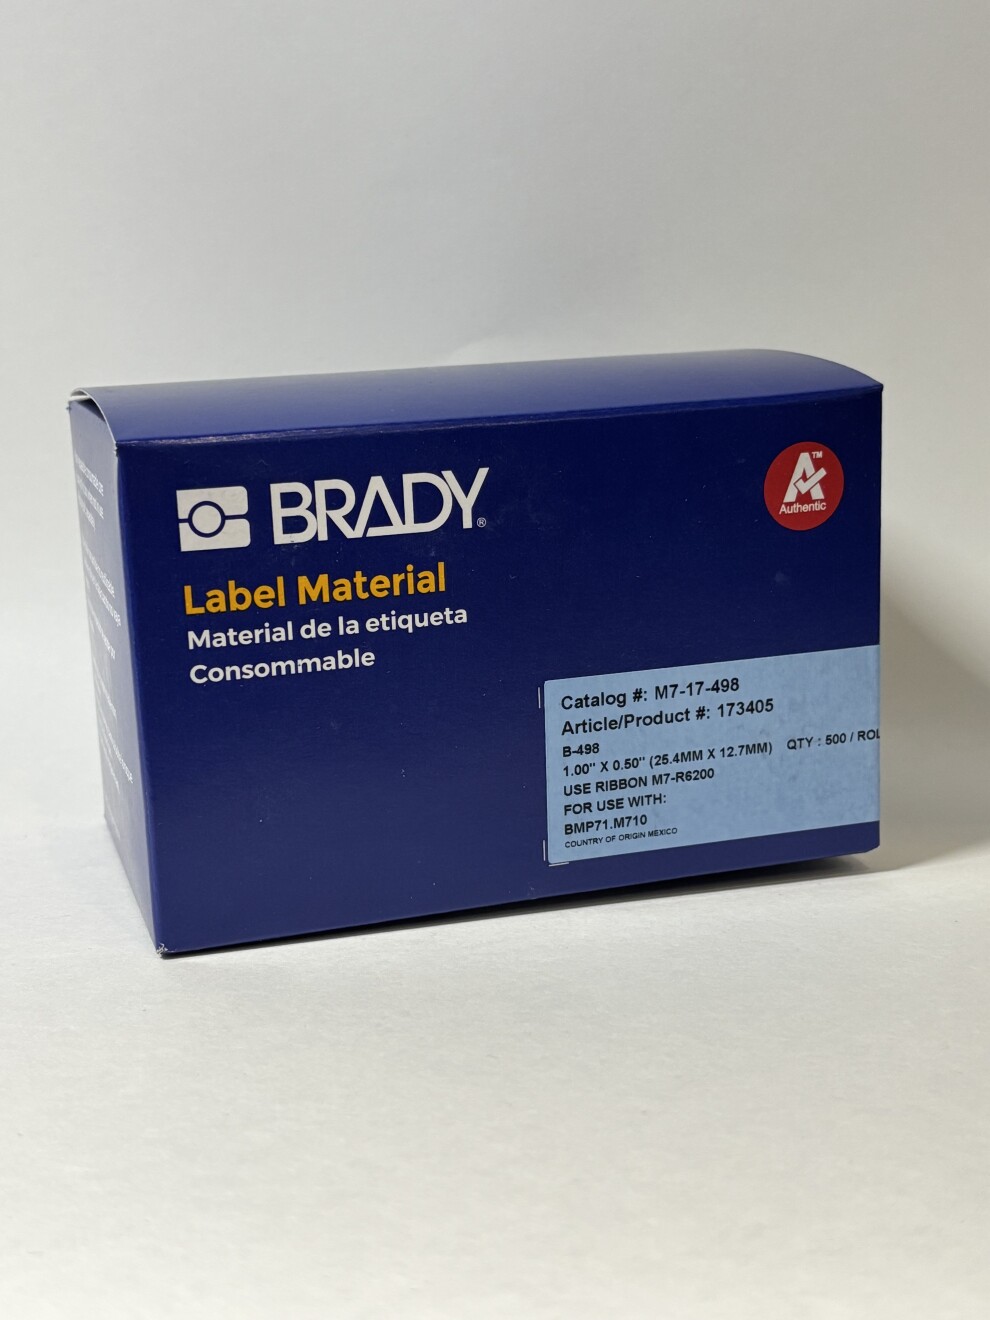 BRADY®
A™
Authentic
Label Material
Material de la etiqueta
Consommable
Catalog #: M7-17-498
Article/Product #: 173405
B-498
1.00" X 0.50" (25.4MM X 12.7MM) QTY : 500 / ROL
USE RIBBON M7-R6200
FOR USE WITH:
BMP71.M710
COUNTRY OF ORIGIN MEXICO